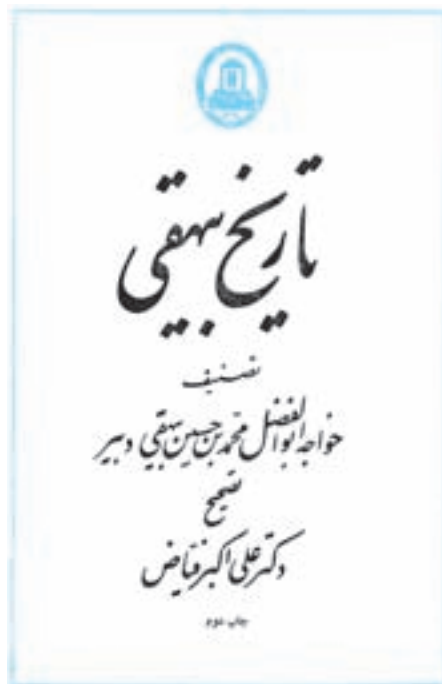 تاریخ بیهقی
تصنیف
خواجه ابوالفضل محمد بن حسین بیهقی دبیر
تصحیح
دکتر علی اکبر فیاض
چاپ دوم